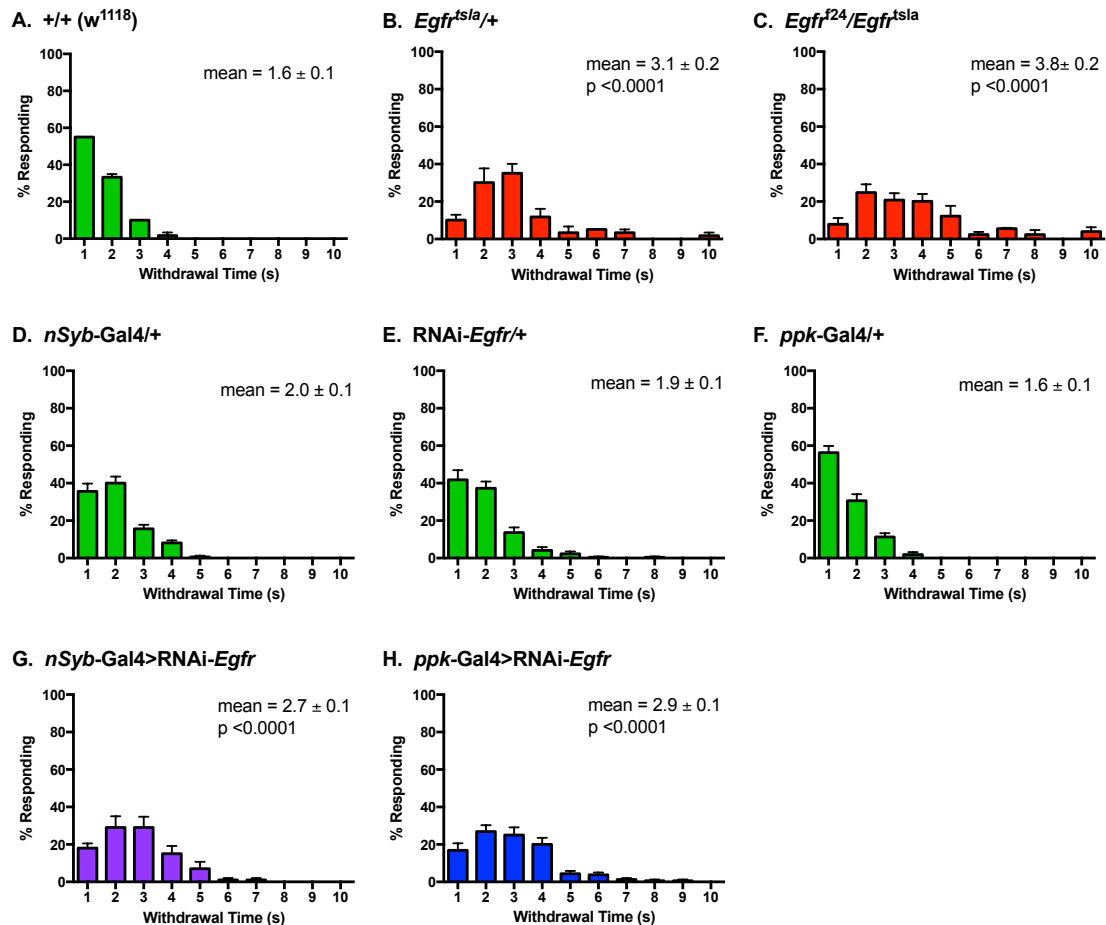 A. +/+ (w1118)
mean = 1.6 ± 0.1
% Responding
100
80
60
40
20
0
1 2 3 4 5 6 7 8 9 10
Withdrawal Time (s)
B. Egfrtsla/+
mean = 3.1 ± 0.2
p <0.0001
% Responding
100
80
60
40
20
0
1 2 3 4 5 6 7 8 9 10
Withdrawal Time (s)
C. Egfrf24/Egfrtsla
mean = 3.8± 0.2
p <0.0001
% Responding
100
80
60
40
20
0
1 2 3 4 5 6 7 8 9 10
Withdrawal Time (s)
D. nSyb-Gal4/+
mean = 2.0 ± 0.1
% Responding
100
80
60
40
20
0
1 2 3 4 5 6 7 8 9 10
Withdrawal Time (s)
E. RNAi-Egfr/+
mean = 1.9 ± 0.1
% Responding
100
80
60
40
20
0
1 2 3 4 5 6 7 8 9 10
Withdrawal Time (s)
F. ppk-Gal4/+
mean = 1.6 ± 0.1
% Responding
100
80
60
40
20
0
1 2 3 4 5 6 7 8 9 10
Withdrawal Time (s)
G. nSyb-Gal4>RNAi-Egfr
mean = 2.7 ± 0.1
p <0.0001
% Responding
100
80
60
40
20
0
1 2 3 4 5 6 7 8 9 10
Withdrawal Time (s)
H. ppk-Gal4>RNAi-Egfr
mean = 2.9 ± 0.1
p <0.0001
% Responding
100
80
60
40
20
0
1 2 3 4 5 6 7 8 9 10
Withdrawal Time (s)